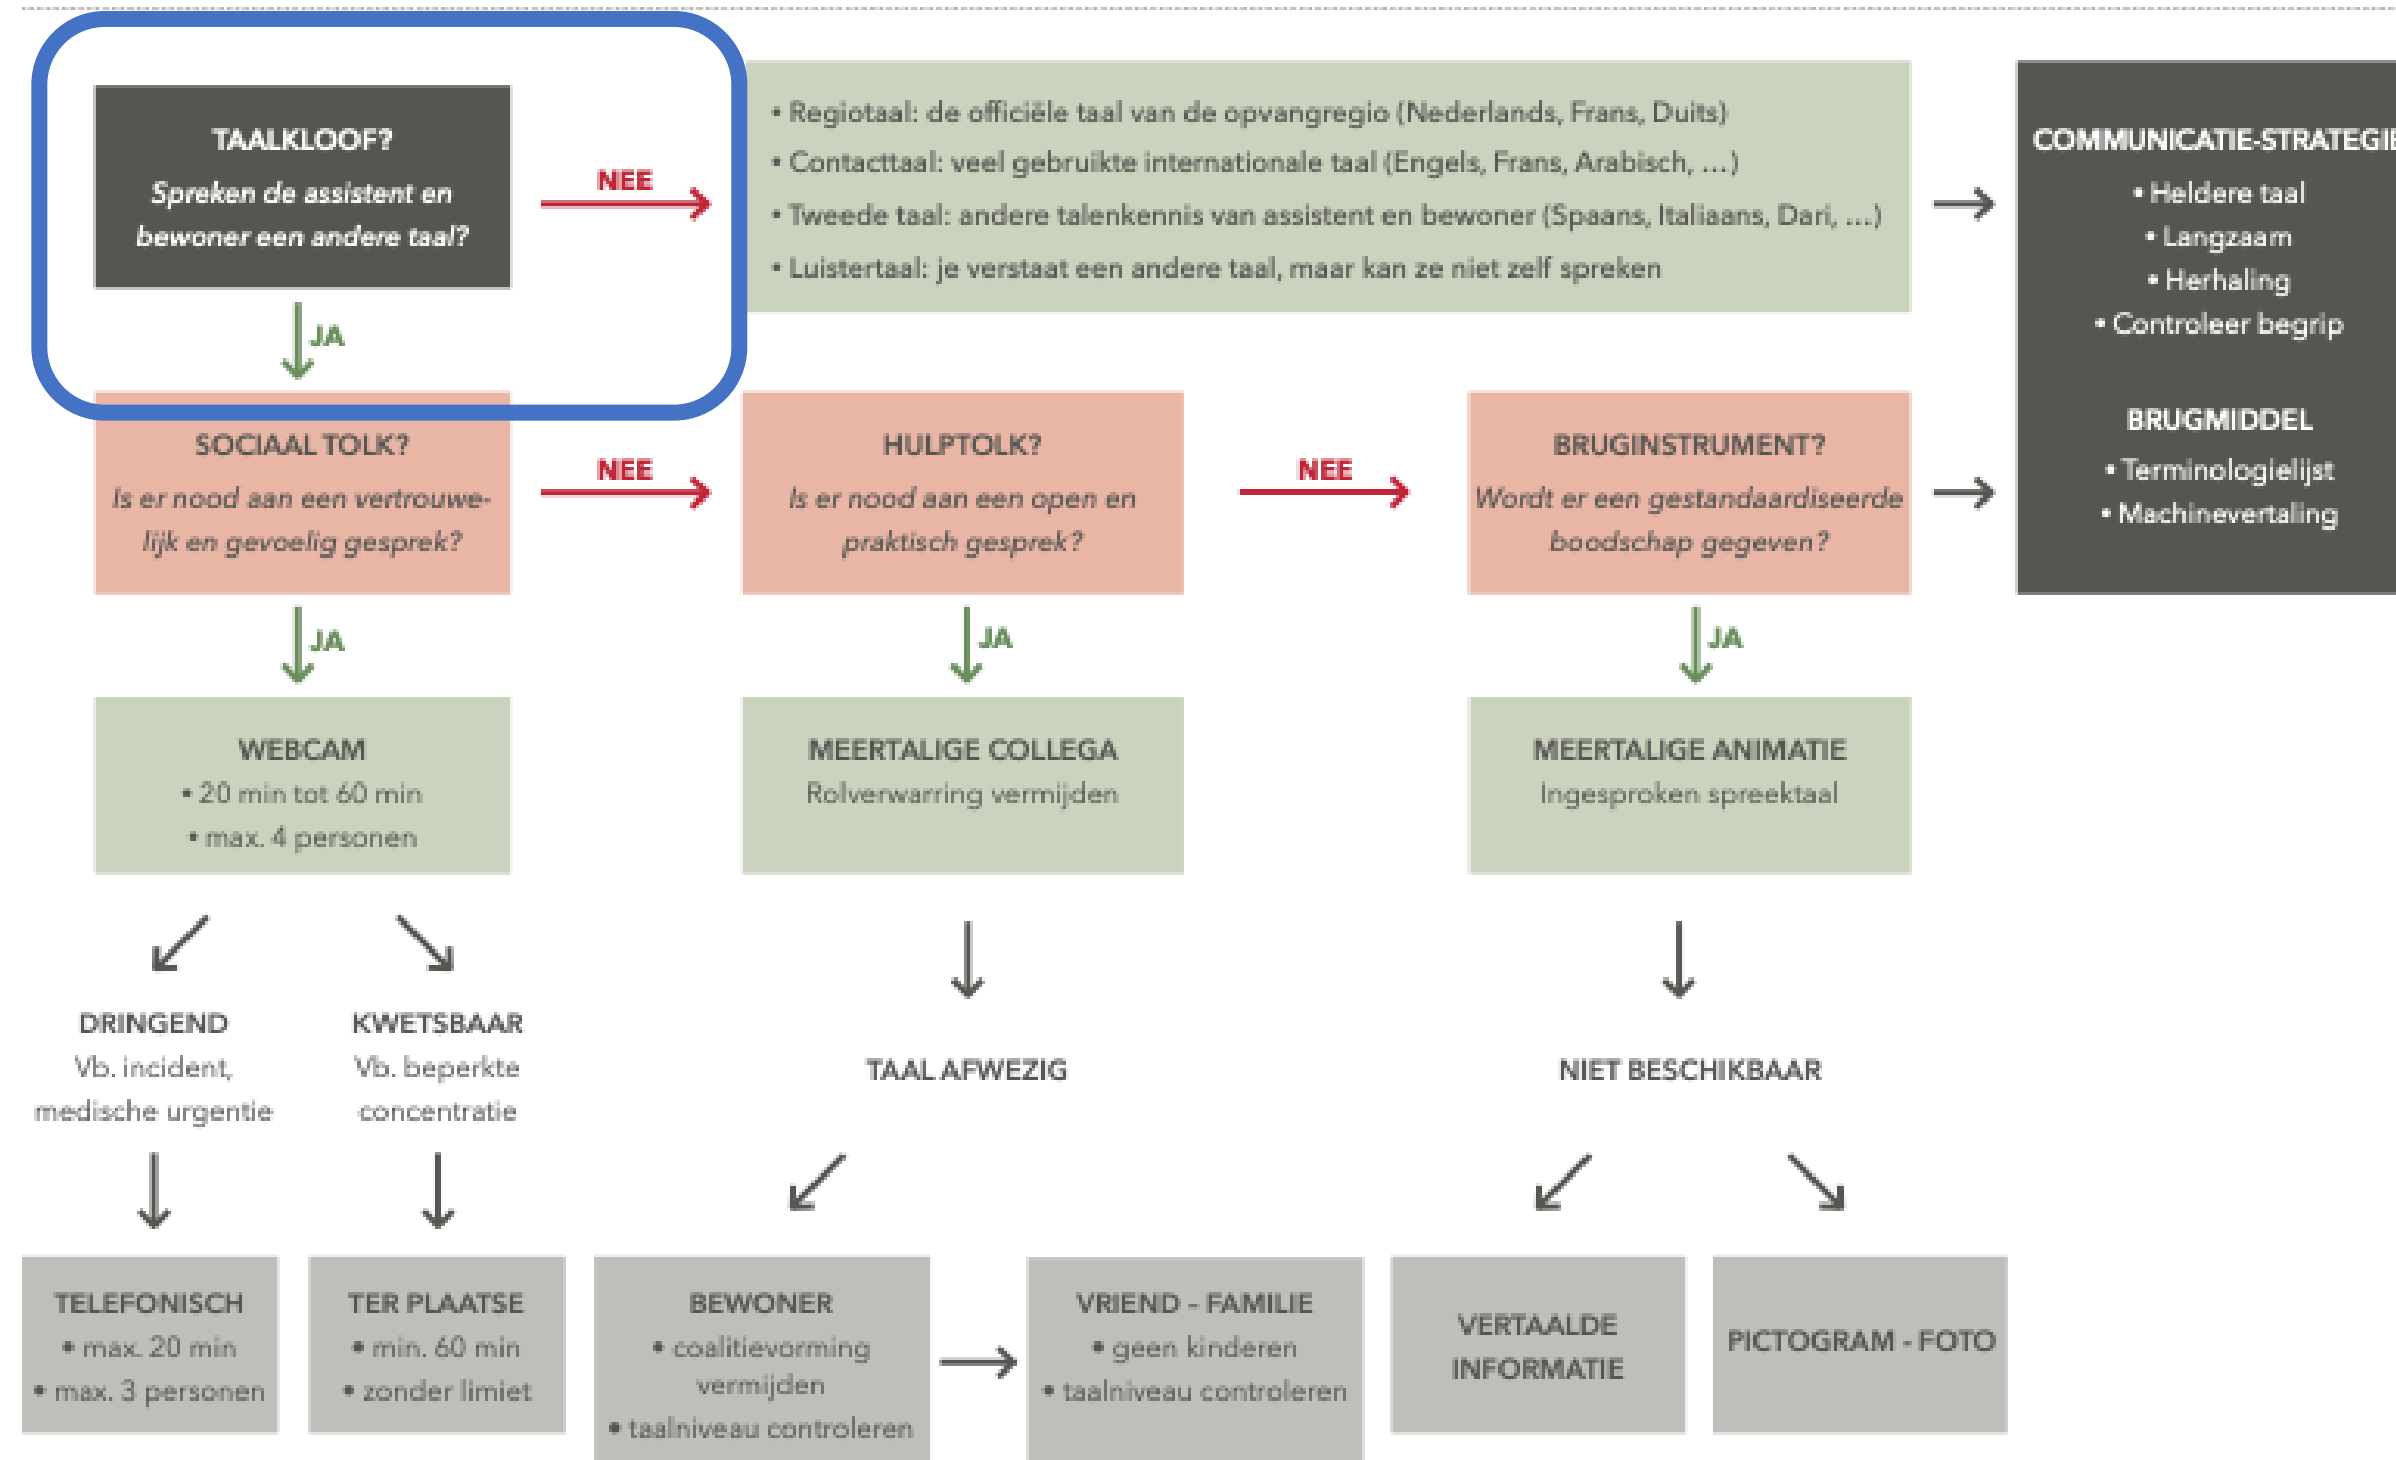 TAALKLOOF?
Spreken de assistent en
bewoner een andere taal?
NEE
JA
• Regiotaal: de officiële taal van de opvangregio (Nederlands, Frans, Duits)
• Contacttaal: veel gebruikte internationale taal (Engels, Frans, Arabisch, ...)
• Tweede taal: andere talenkennis van assistent en bewoner (Spaans, Italiaans, Dari, ...)
• Luistertaal: je verstaat een andere taal, maar kan ze niet zelf spreken
COMMUNICATIE-STRATEGIE
• Heldere taal
• Langzaam
• Herhaling
• Controleer begrip
BRUGMIDDEL
• Terminologielijst
• Machinevertaling
SOCIAAL TOLK?
Is er nood aan een vertrouwe-
lijk en gevoelig gesprek?
NEE
JA
HULPTOLK?
Is er nood aan een open en
praktisch gesprek?
NEE
JA
BRUGINSTRUMENT?
Wordt er een gestandaardiseerde
boodschap gegeven?
JA
WEBCAM
• 20 min tot 60 min
• max. 4 personen
MEERTALIGE COLLEGA
Rolverwarring vermijden
MEERTALIGE ANIMATIE
Ingesproken spreektaal
DRINGEND
Vb. incident,
medische urgentie
KWETSBAAR
Vb. beperkte
concentratie
TAAL AFWEZIG
NIET BESCHIKBAAR
TELEFONISCH
• max. 20 min
• max. 3 personen
TER PLAATSE
• min. 60 min
• zonder limiet
BEWONER
• coalitievorming
vermijden
• taalniveau controleren
VRIEND - FAMILIE
• geen kinderen
• taalniveau controleren
VERTAALDE
INFORMATIE
PICTOGRAM - FOTO